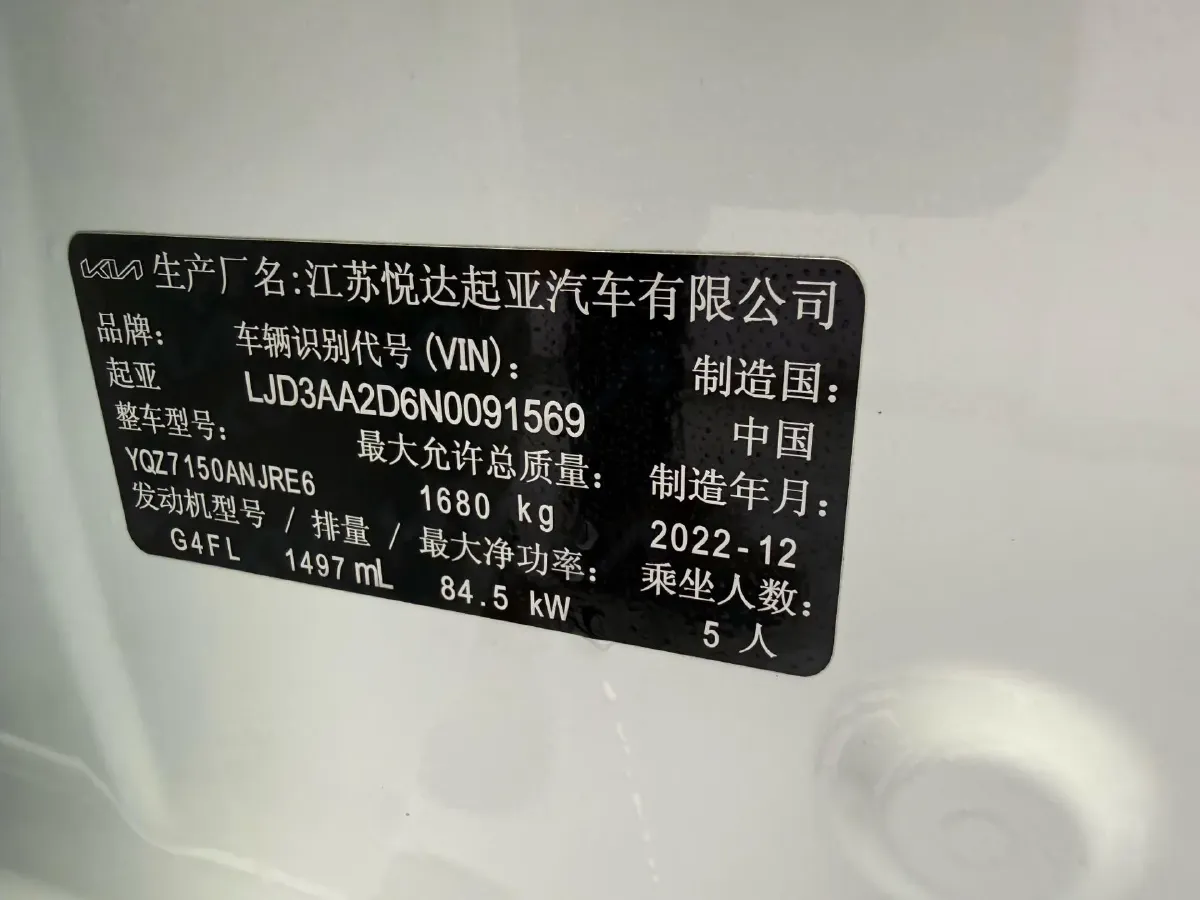 KIA 生产厂名:江苏悦达起亚汽车有限公司
品牌: 车辆识别代号(VIN): 制造国:
起亚 LJD3AA2D6N0091569 中国
整车型号: 最大允许总质量: 制造年月:
YQZ7150ANJRE6 1680 kg 2022-12
发动机型号 / 排量 / 最大净功率: 乘坐人数:
G4FL 1497 mL 84.5 kW 5 人